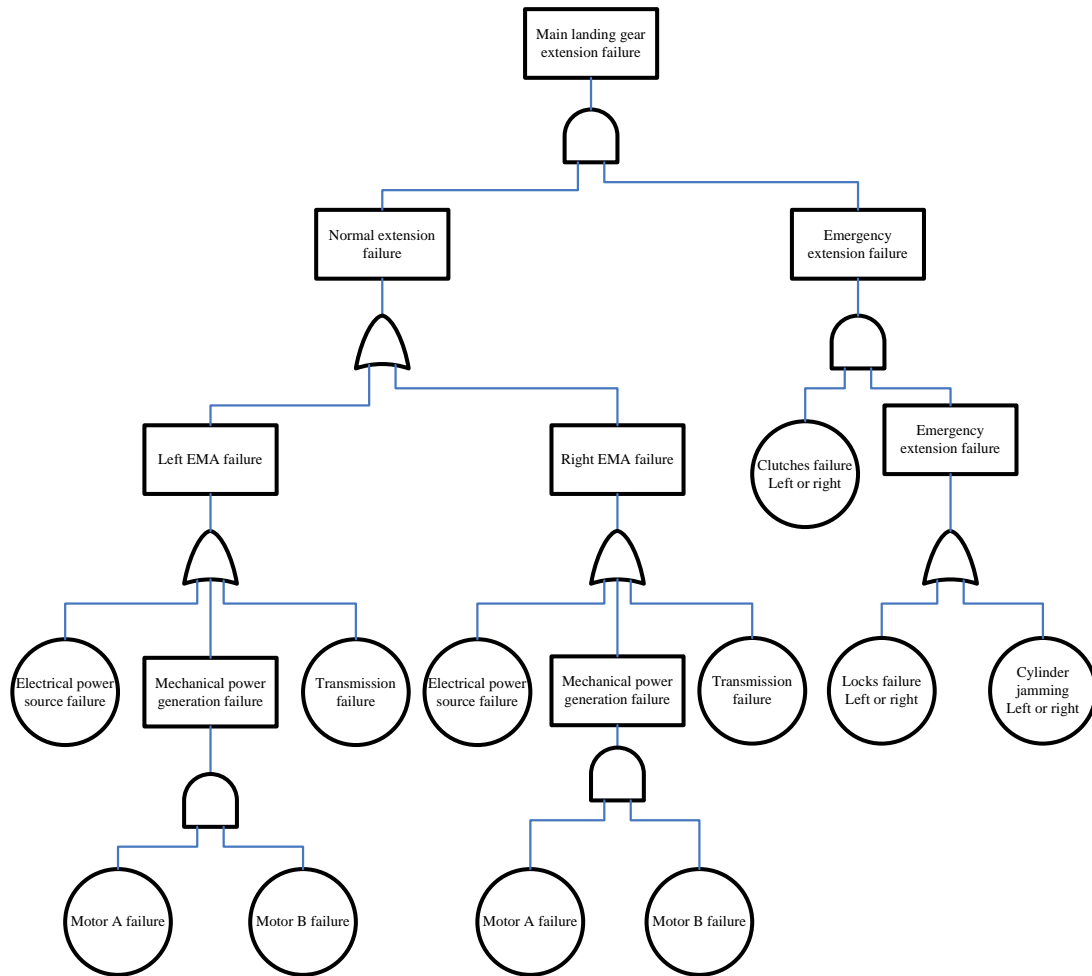 Main landing gear
extension failure
Normal extension
failure
Emergency
extension failure
Left EMA failure
Right EMA failure
Clutches failure
Left or right
Emergency
extension failure
Electrical power
source failure
Mechanical power
generation failure
Transmission
failure
Electrical power
source failure
Mechanical power
generation failure
Transmission
failure
Locks failure
Left or right
Cylinder
jamming
Left or right
Motor A failure
Motor B failure
Motor A failure
Motor B failure